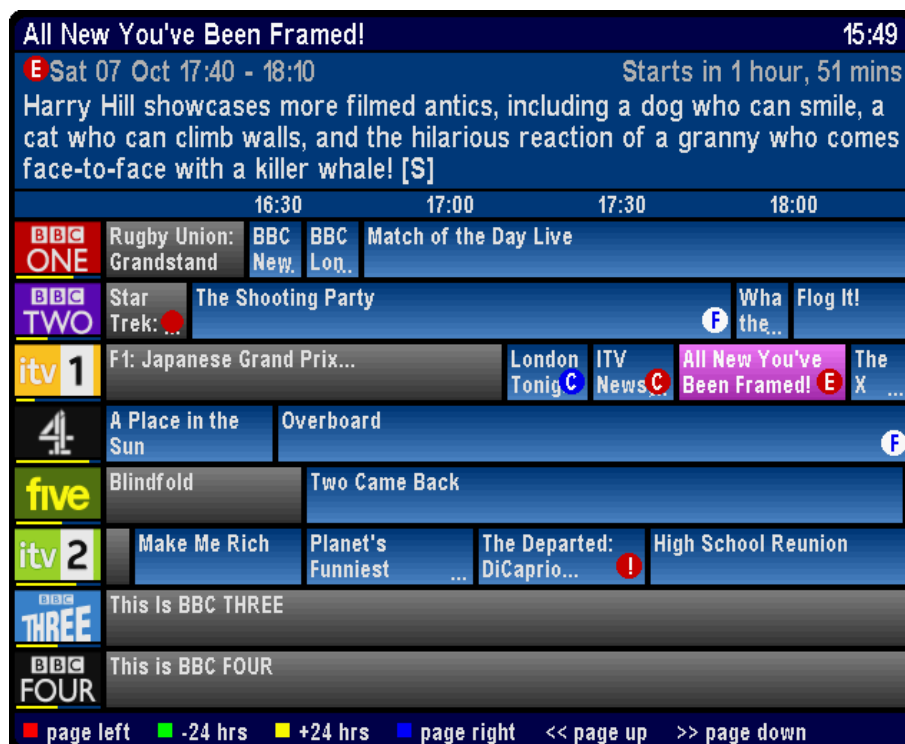 All New You've Been Framed! 15:49
E Sat 07 Oct 17:40 - 18:10 Starts in 1 hour, 51 mins
Harry Hill showcases more filmed antics, including a dog who can smile, a
cat who can climb walls, and the hilarious reaction of a granny who comes
face-to-face with a killer whale! [S]
16:30 17:00 17:30 18:00
BBC ONE
Rugby Union:
Grandstand
BBC
New..
BBC
Lon..
Match of the Day Live
BBC TWO
Star
Trek: ...
The Shooting Party F
Wha
the...
Flog It!
itv 1
F1: Japanese Grand Prix...
London
Tonig C
ITV
News... C
All New You've
Been Framed! E
The
X ...
4
A Place in the
Sun
Overboard F
five
Blindfold
Two Came Back
itv 2
Make Me Rich
Planet's
Funniest ...
The Departed:
DiCaprio... !
High School Reunion
BBC THREE
This Is BBC THREE
BBC FOUR
This is BBC FOUR
page left -24 hrs +24 hrs page right << page up >> page down